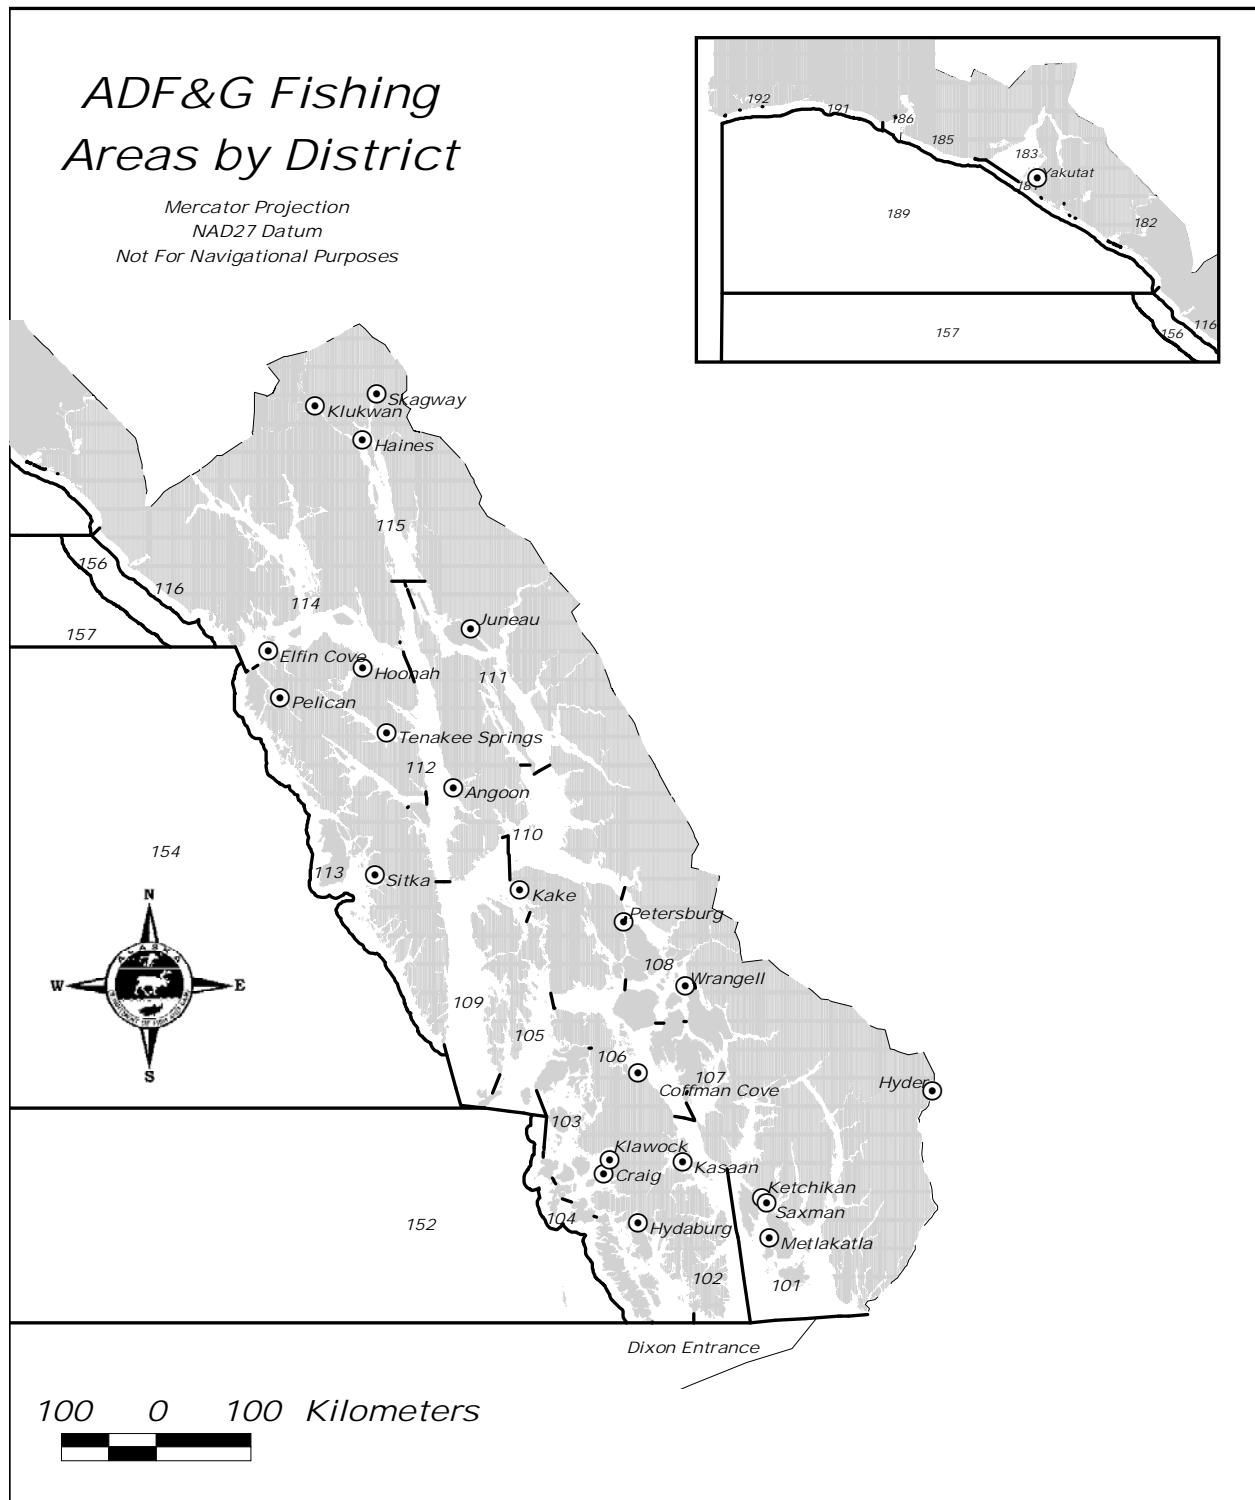 ADF&G Fishing
Areas by District
Mercator Projection
NAD27 Datum
Not For Navigational Purposes
192
191
186
185
183
Yakutat
181
189
182
157
156
116
Skagway
Klukwan
Haines
115
156
116
114
157
Juneau
Elfin Cove
Hoonah
111
Pelican
Tenakee Springs
112
Angoon
110
154
113
Sitka
Kake
N
Petersburg
ALASKA
108
Wrangell
W
E
109
105
S
106
107
Coffman Cove
Hyder
103
Klawock
Kasaan
Craig
Ketchikan
Saxman
104
152
Hydaburg
Metlakatla
102
101
Dixon Entrance
100 0 100 Kilometers